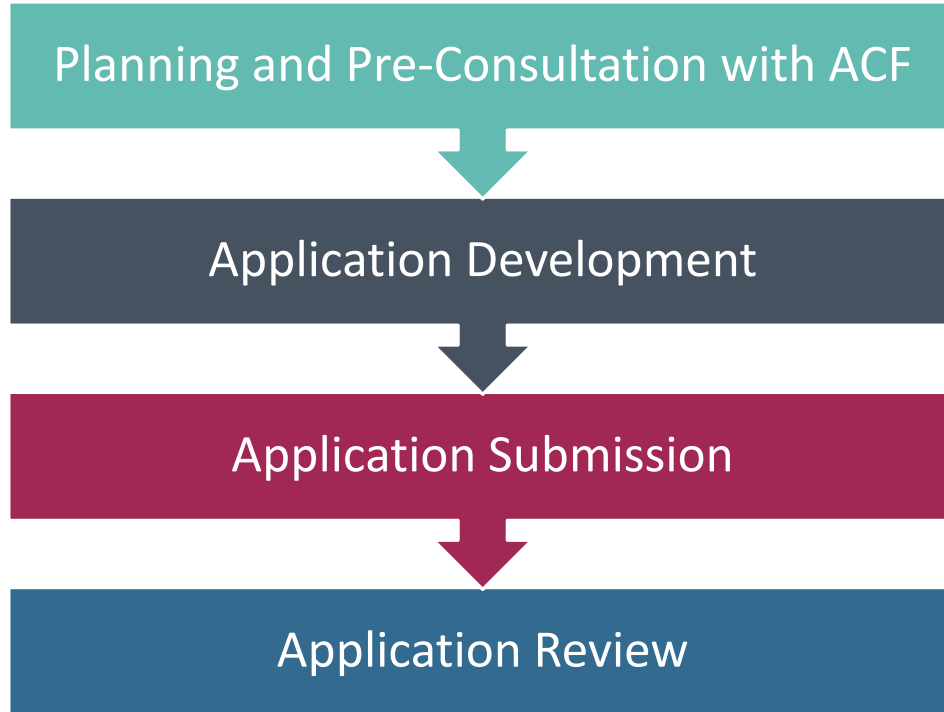 Planning and Pre-Consultation with ACF
Application Development
Application Submission
Application Review